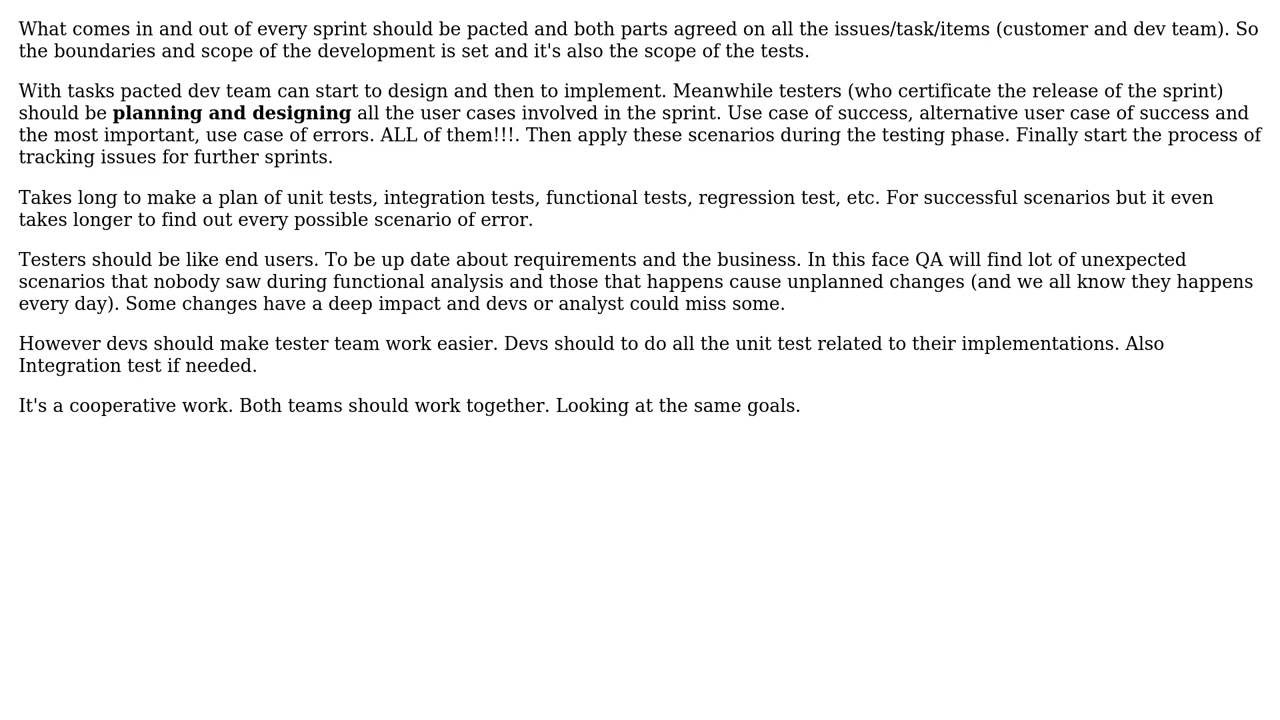 What comes in and out of every sprint should be pacted and both parts agreed on all the issues/task/items (customer and dev team). So
the boundaries and scope of the development is set and it's also the scope of the tests.
With tasks pacted dev team can start to design and then to implement. Meanwhile testers (who certificate the release of the sprint)
should be planning and designing all the user cases involved in the sprint. Use case of success, alternative user case of success and
the most important, use case of errors. ALL of them!!!. Then apply these scenarios during the testing phase. Finally start the process of
tracking issues for further sprints.
Takes long to make a plan of unit tests, integration tests, functional tests, regression test, etc. For successful scenarios but it even
takes longer to find out every possible scenario of error.
Testers should be like end users. To be up date about requirements and the business. In this face QA will find lot of unexpected
scenarios that nobody saw during functional analysis and those that happens cause unplanned changes (and we all know they happens
every day). Some changes have a deep impact and devs or analyst could miss some.
However devs should make tester team work easier. Devs should to do all the unit test related to their implementations. Also
Integration test if needed.
It's a cooperative work. Both teams should work together. Looking at the same goals.